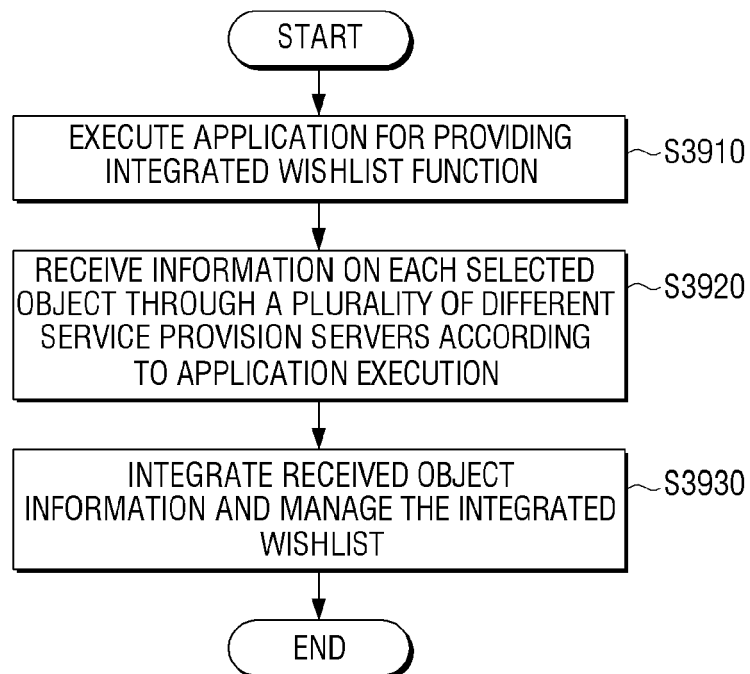 START
EXECUTE APPLICATION FOR PROVIDING
INTEGRATED WISHLIST FUNCTION
S3910
RECEIVE INFORMATION ON EACH SELECTED
OBJECT THROUGH A PLURALITY OF DIFFERENT
SERVICE PROVISION SERVERS ACCORDING
TO APPLICATION EXECUTION
S3920
INTEGRATE RECEIVED OBJECT
INFORMATION AND MANAGE THE INTEGRATED
WISHLIST
S3930
END